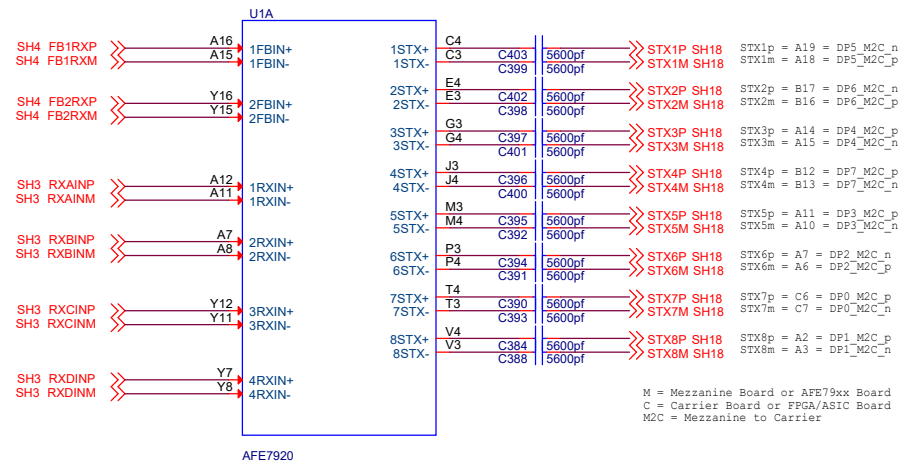 U1A
SH4 FB1RXP A16 1FBIN+ 1STX+ C4 C403 5600pf STX1P SH18 STX1p = A19 = DP5_M2C_n
SH4 FB1RXM A15 1FBIN- 1STX- C3 C399 5600pf STX1M SH18 STX1m = A18 = DP5_M2C_p
SH4 FB2RXP Y16 2FBIN+ 2STX+ E4 C402 5600pf STX2P SH18 STX2p = B17 = DP6_M2C_n
SH4 FB2RXM Y15 2FBIN- 2STX- E3 C398 5600pf STX2M SH18 STX2m = B16 = DP6_M2C_p
3STX+ G3 C397 5600pf STX3P SH18 STX3p = A14 = DP4_M2C_p
3STX- G4 C401 5600pf STX3M SH18 STX3m = A15 = DP4_M2C_n
SH3 RXAINP A12 1RXIN+ 4STX+ J3 C396 5600pf STX4P SH18 STX4p = B12 = DP7_M2C_p
SH3 RXAINM A11 1RXIN- 4STX- J4 C400 5600pf STX4M SH18 STX4m = B13 = DP7_M2C_n
5STX+ M3 C395 5600pf STX5P SH18 STX5p = A11 = DP3_M2C_p
5STX- M4 C392 5600pf STX5M SH18 STX5m = A10 = DP3_M2C_n
SH3 RXBINP A7 2RXIN+ 6STX+ P3 C394 5600pf STX6P SH18 STX6p = A7 = DP2_M2C_n
SH3 RXBINM A8 2RXIN- 6STX- P4 C391 5600pf STX6M SH18 STX6m = A6 = DP2_M2C_p
SH3 RXCINP Y12 3RXIN+ 7STX+ T4 C390 5600pf STX7P SH18 STX7p = C6 = DP0_M2C_p
SH3 RXCINM Y11 3RXIN- 7STX- T3 C393 5600pf STX7M SH18 STX7m = C7 = DP0_M2C_n
8STX+ V4 C384 5600pf STX8P SH18 STX8p = A2 = DP1_M2C_p
8STX- V3 C388 5600pf STX8M SH18 STX8m = A3 = DP1_M2C_n
SH3 RXDINP Y7 4RXIN+
SH3 RXDINM Y8 4RXIN-
M = Mezzanine Board or AFE79xx Board
C = Carrier Board or FPGA/ASIC Board
M2C = Mezzanine to Carrier
AFE7920